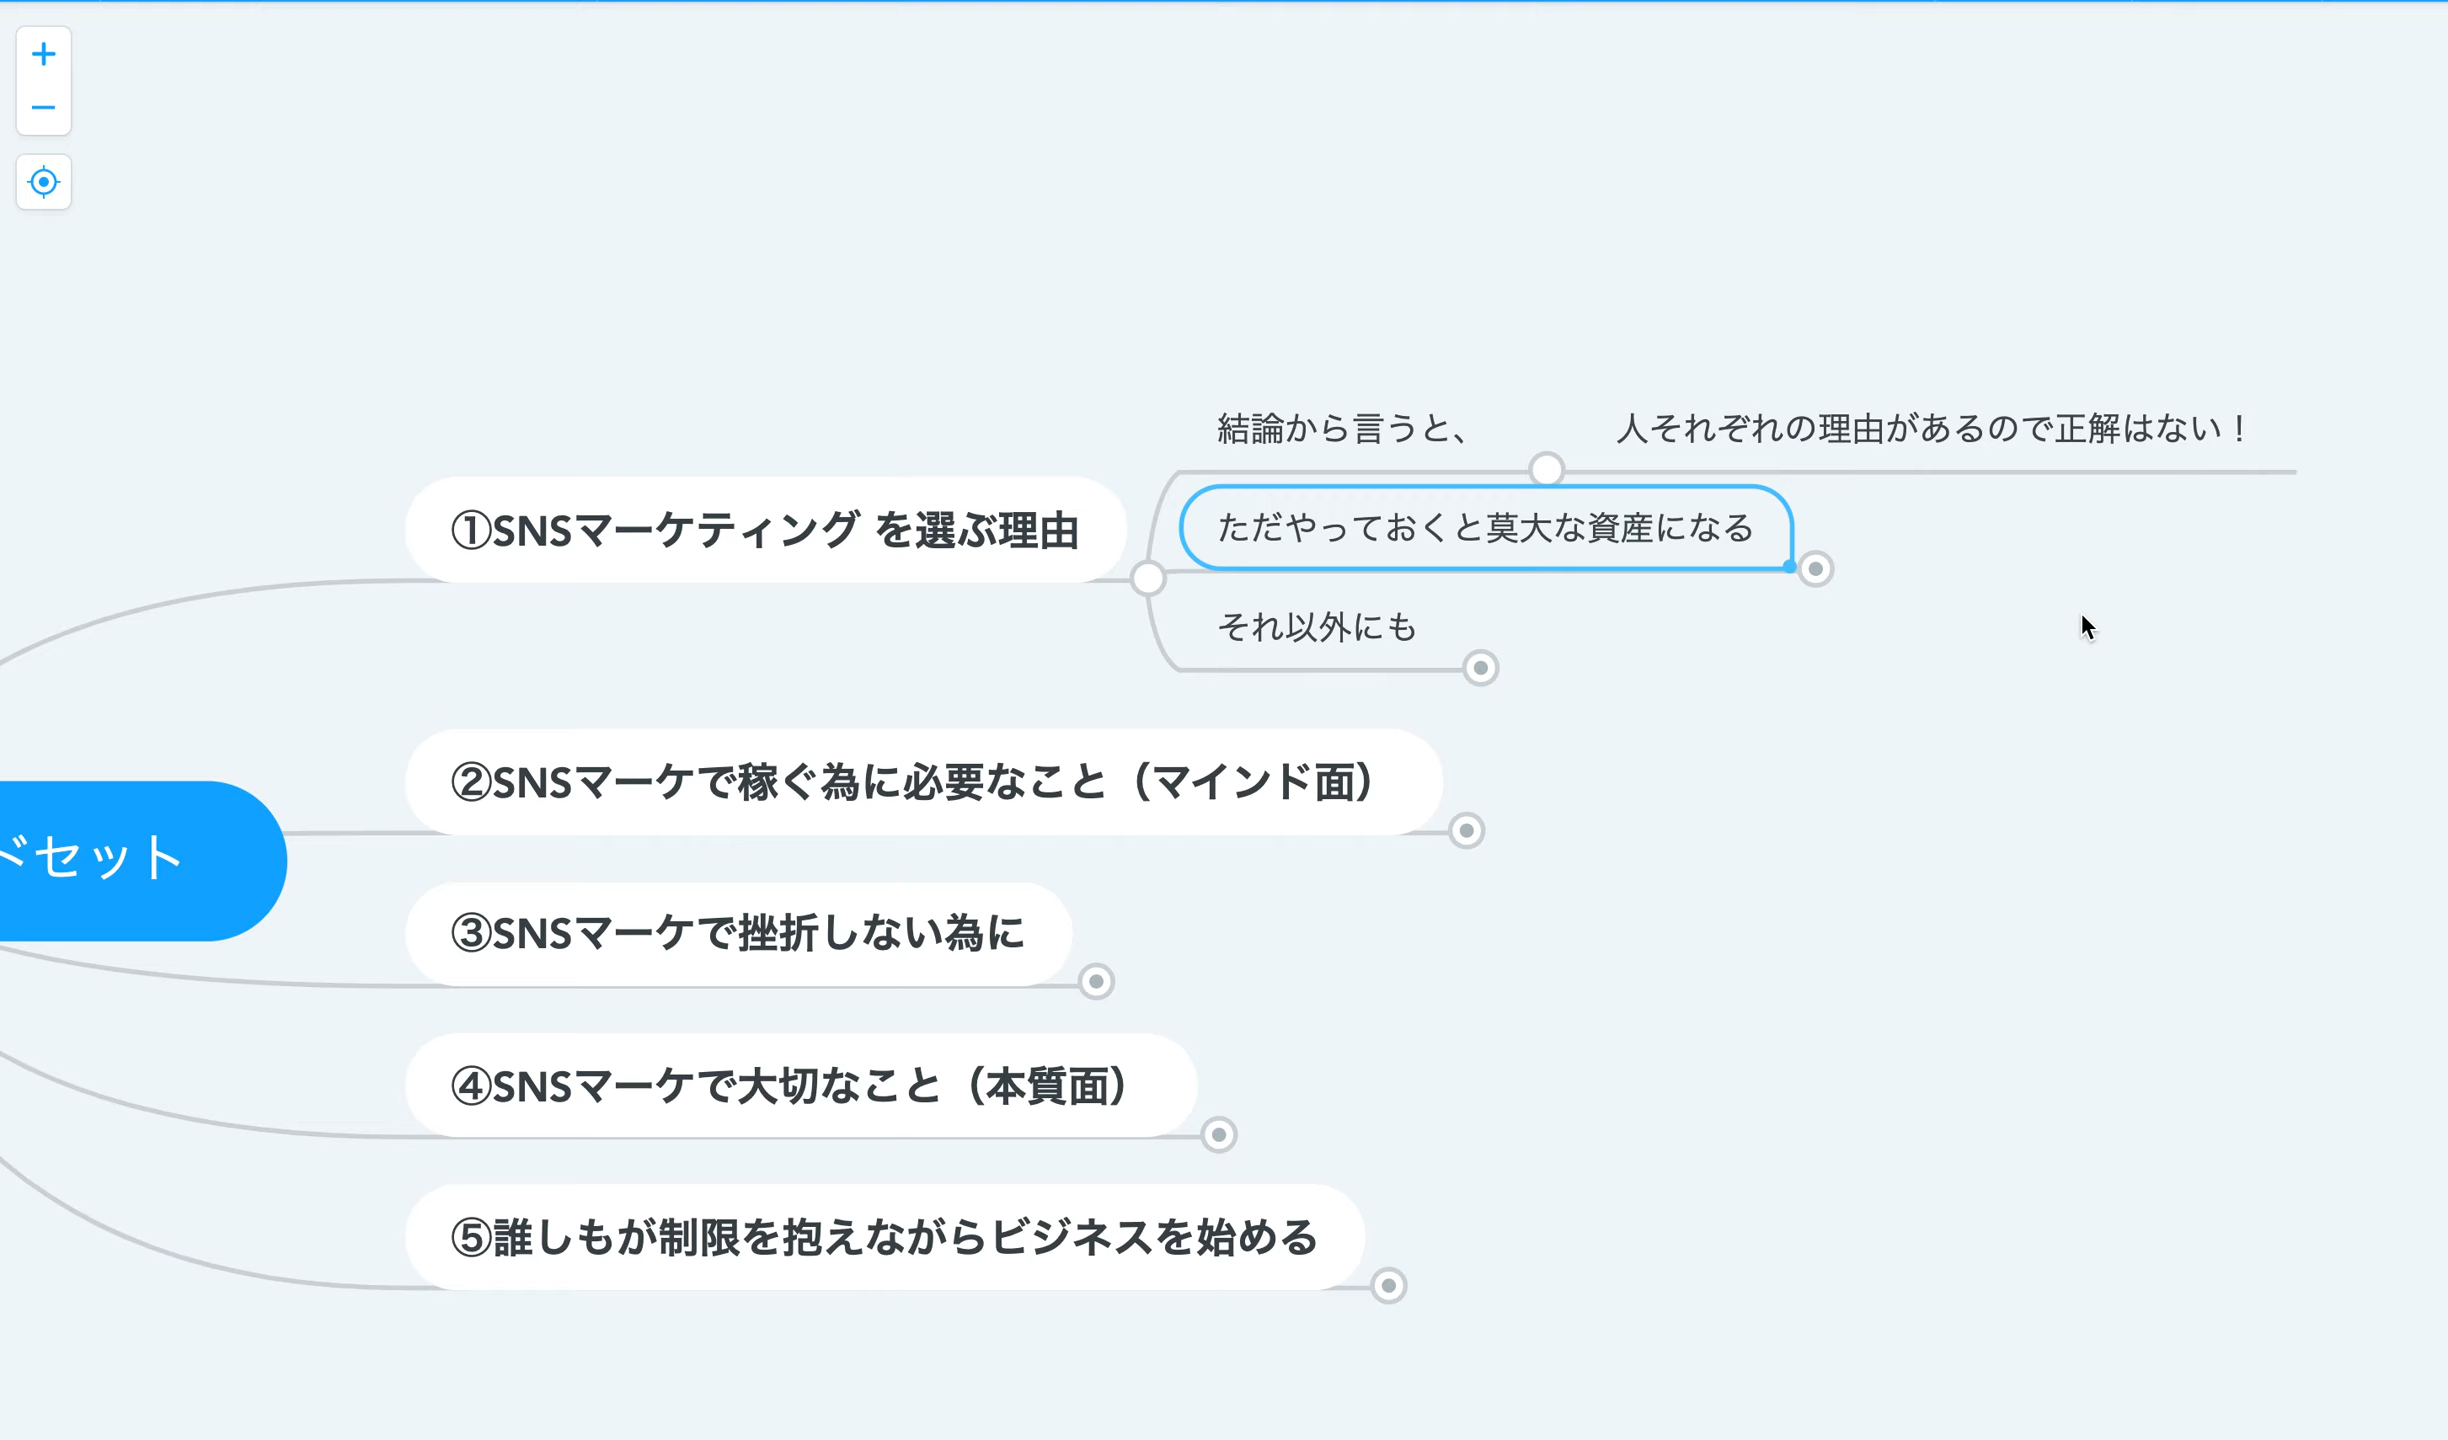 結論から言うと、
人それぞれの理由があるので正解はない！
①SNSマーケティング を選ぶ理由
ただやっておくと莫大な資産になる
それ以外にも
②SNSマーケで稼ぐ為に必要なこと（マインド面）
ドセット
③SNSマーケで挫折しない為に
④SNSマーケで大切なこと（本質面）
⑤誰しもが制限を抱えながらビジネスを始める